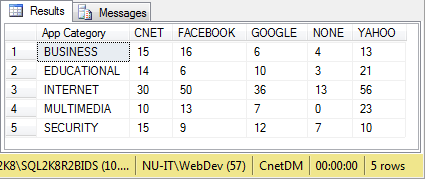 Results Messages
App Category CNET FACEBOOK GOOGLE NONE YAHOO
1 BUSINESS 15 16 6 4 13
2 EDUCATIONAL 14 6 10 3 21
3 INTERNET 30 50 36 13 56
4 MULTIMEDIA 10 13 7 0 23
5 SECURITY 15 9 12 7 10
2K8\SQL2K8R2BIDS (10.... NU-IT\WebDev (57) CnetDM 00:00:00 5 rows